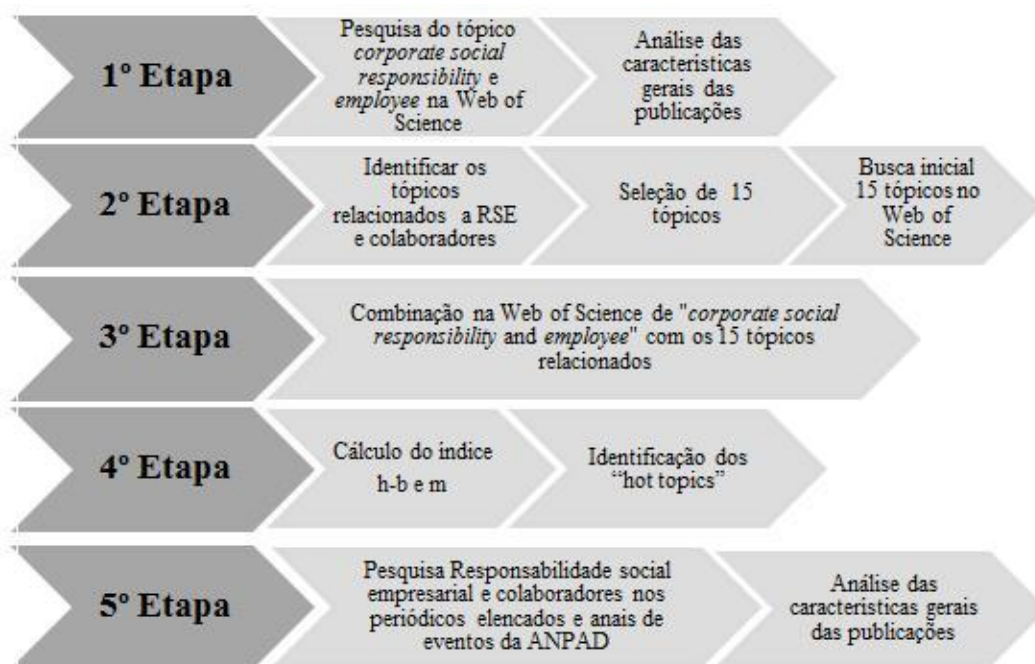 1º Etapa
Pesquisa do tópico
corporate social
responsibility e
employee na Web of
Science
Análise das
características
gerais das
publicações
2º Etapa
Identificar os
tópicos
relacionados a RSE
e colaboradores
Seleção de 15
tópicos
Busca inicial
15 tópicos no
Web of
Science
3º Etapa
Combinação na Web of Science de "corporate social
responsibility and employee" com os 15 tópicos
relacionados
4º Etapa
Cálculo do indice
h-b e m
Identificação dos
“hot topics”
5º Etapa
Pesquisa Responsabilidade social
empresarial e colaboradores nos
periódicos elencados e anais de
eventos da ANPAD
Análise das
características gerais
das publicações